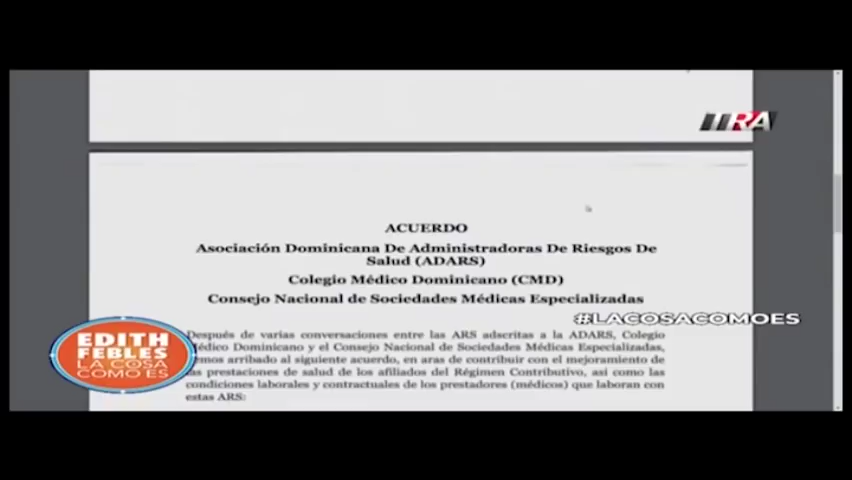 TRA
ACUERDO
Asociación Dominicana De Administradoras De Riesgos De
Salud (ADARS)
Colegio Médico Dominicano (CMD)
Consejo Nacional de Sociedades Médicas Especializadas
#LACOSACOMOES
Después de varias conversaciones entre las ARS adscritas a la ADARS, Colegio
Médico Dominicano y el Consejo Nacional de Sociedades Médicas Especializadas,
hemos arribado al siguiente acuerdo, en aras de contribuir con el mejoramiento de
las prestaciones de salud de los afiliados del Régimen Contributivo, así como las
condiciones laborales y contractuales de los prestadores (médicos) que laboran con
estas ARS:
EDITH
FEBLES
LA COSA
COMO ES